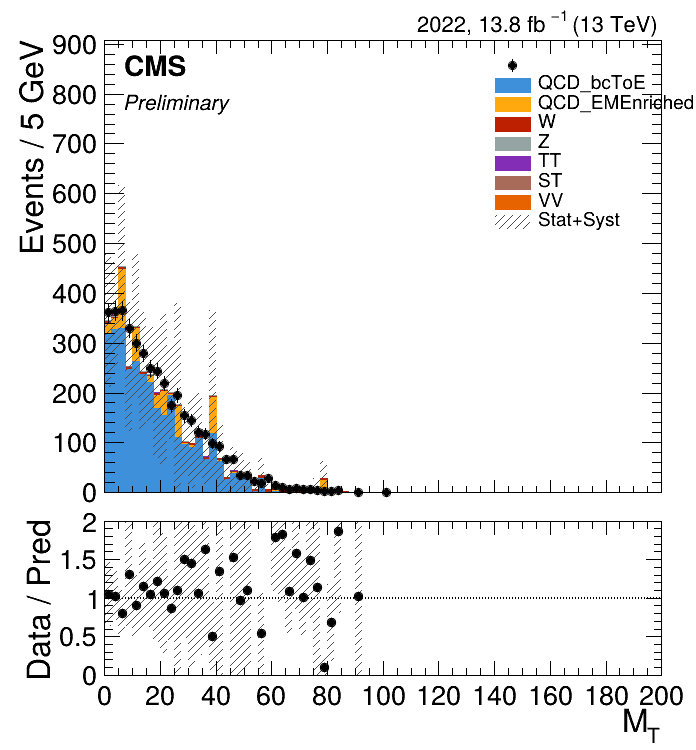 2022, 13.8 fb⁻¹ (13 TeV)
CMS
Preliminary
QCD_bcToE
QCD_EMEnriched
W
Z
TT
ST
VV
Stat+Syst
Events / 5 GeV
900
800
700
600
500
400
300
200
100
0
Data / Pred
2
1.5
1
0.5
0
0 20 40 60 80 100 120 140 160 180 200
M_T